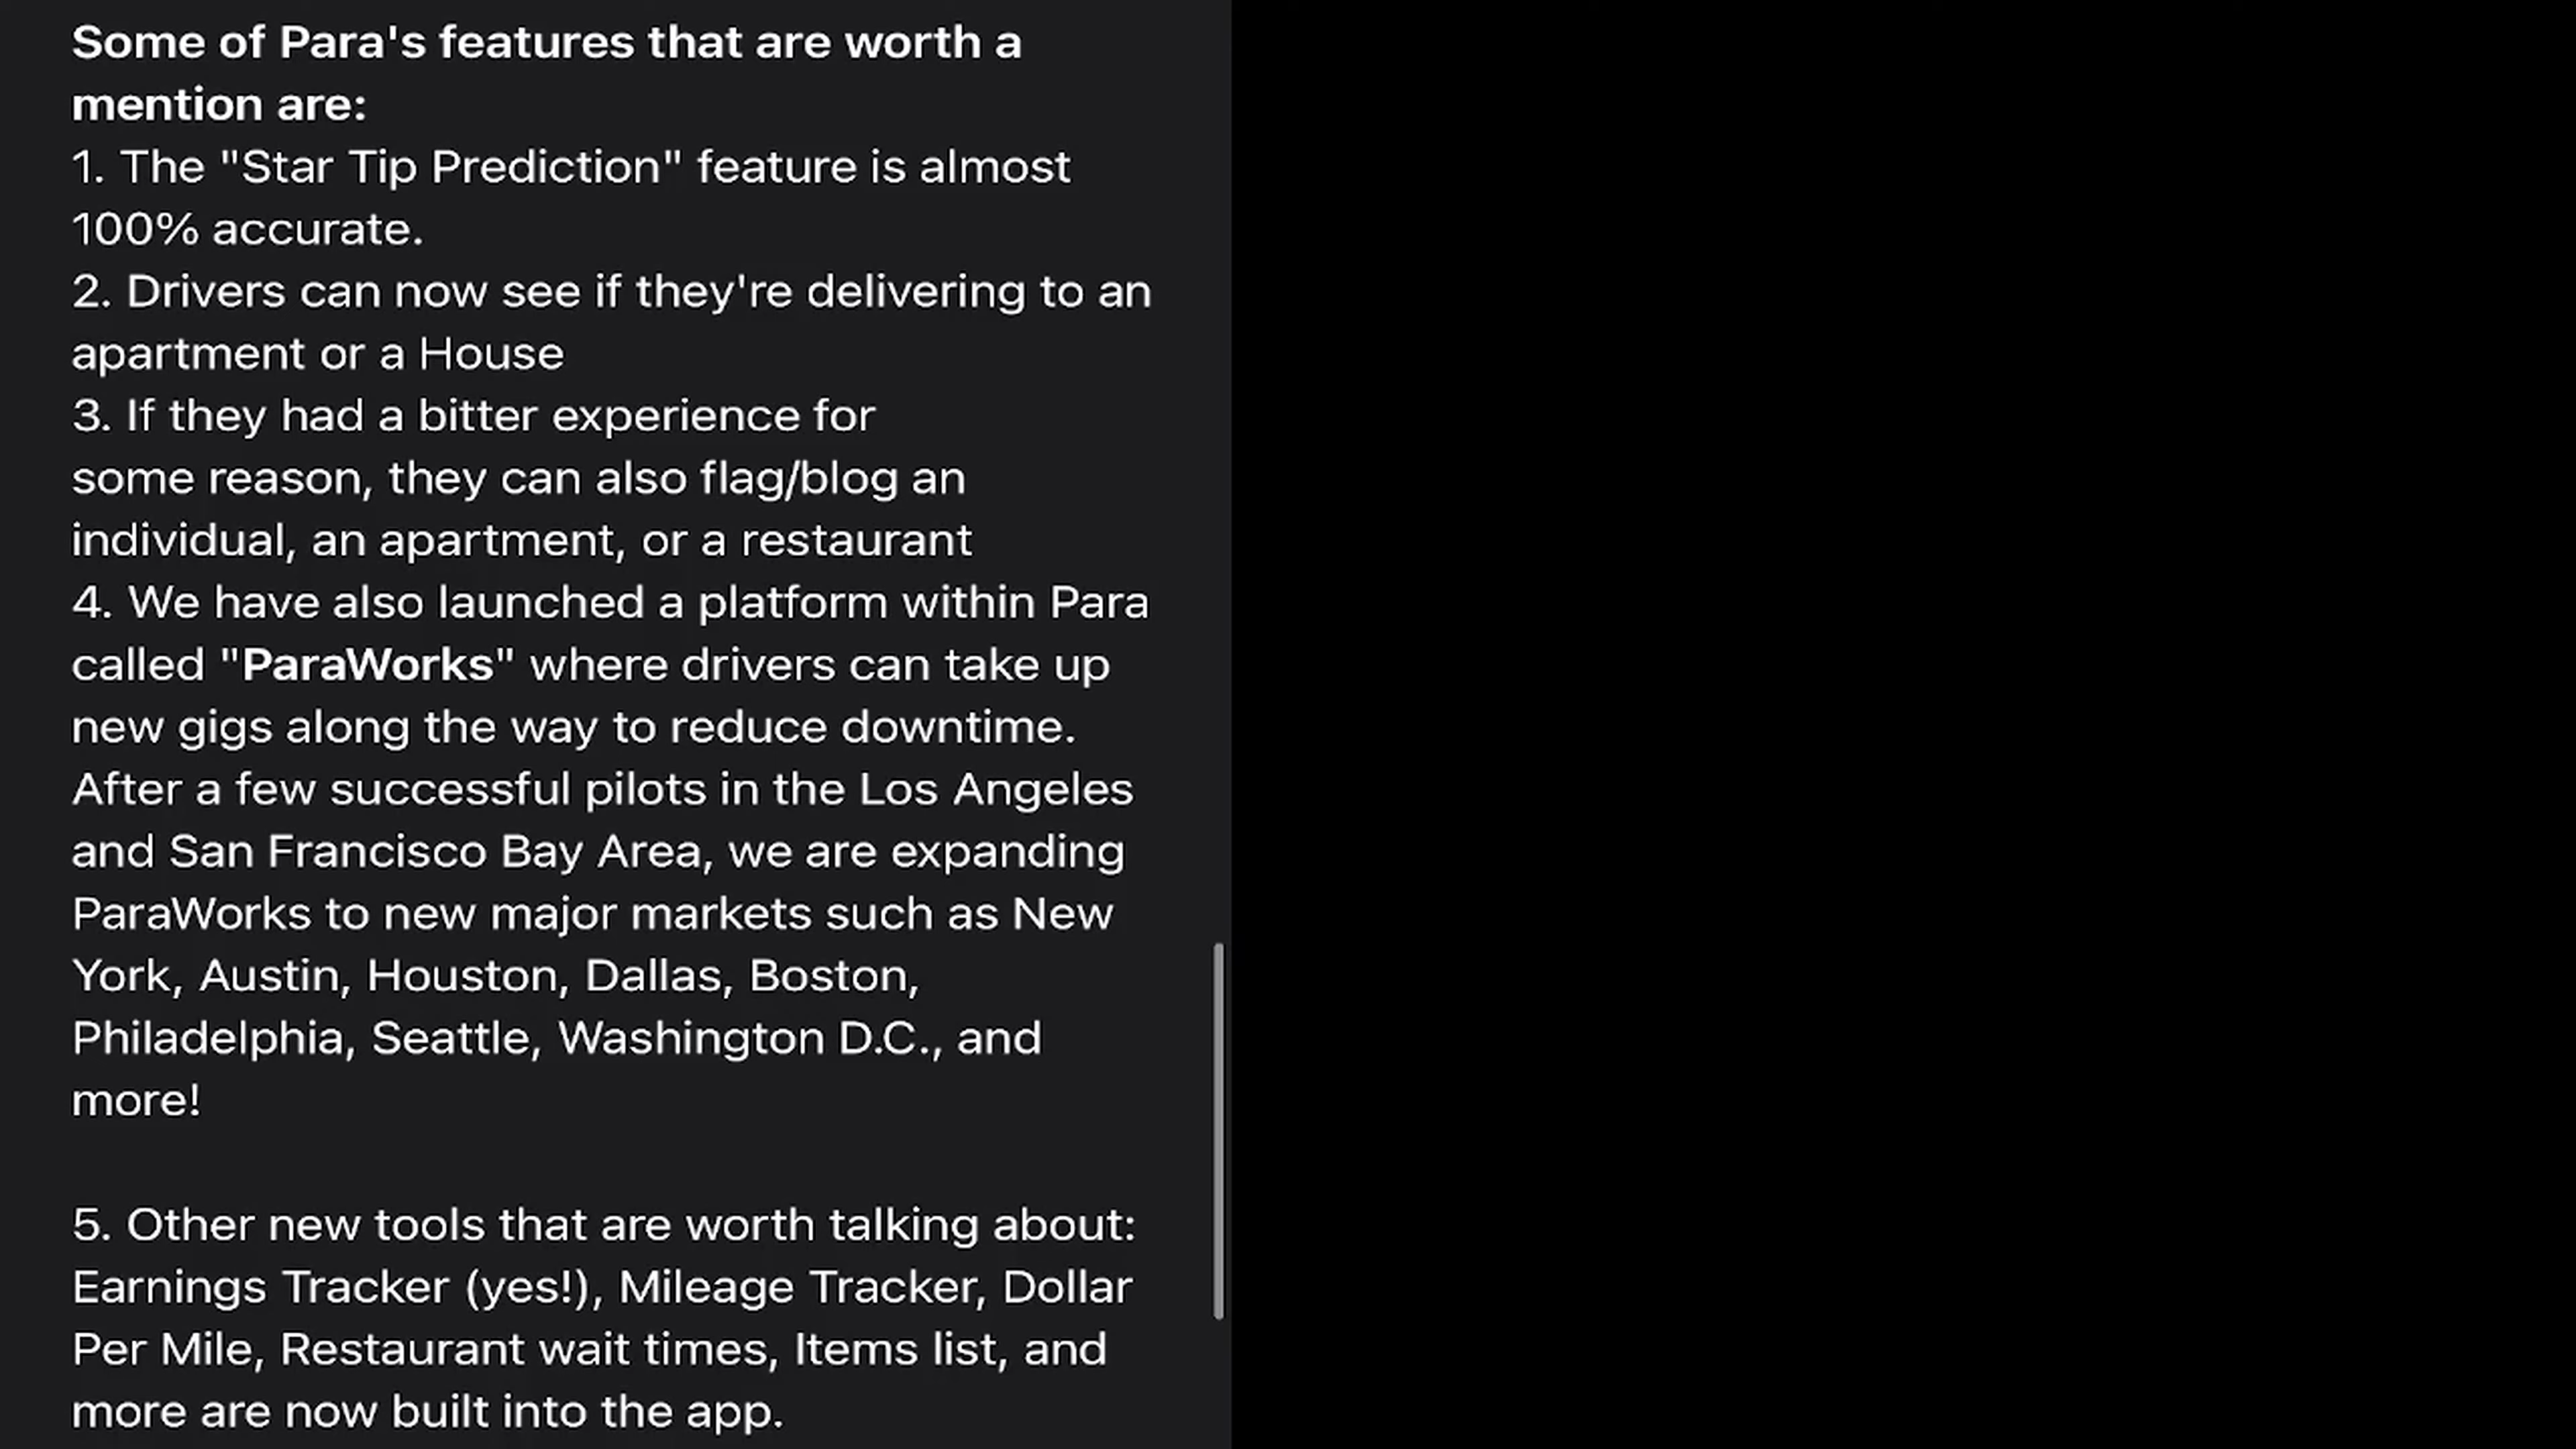 Some of Para's features that are worth a
mention are:
1. The "Star Tip Prediction" feature is almost
100% accurate.
2. Drivers can now see if they're delivering to an
apartment or a House
3. If they had a bitter experience for
some reason, they can also flag/blog an
individual, an apartment, or a restaurant
4. We have also launched a platform within Para
called "ParaWorks" where drivers can take up
new gigs along the way to reduce downtime.
After a few successful pilots in the Los Angeles
and San Francisco Bay Area, we are expanding
ParaWorks to new major markets such as New
York, Austin, Houston, Dallas, Boston,
Philadelphia, Seattle, Washington D.C., and
more!
5. Other new tools that are worth talking about:
Earnings Tracker (yes!), Mileage Tracker, Dollar
Per Mile, Restaurant wait times, Items list, and
more are now built into the app.